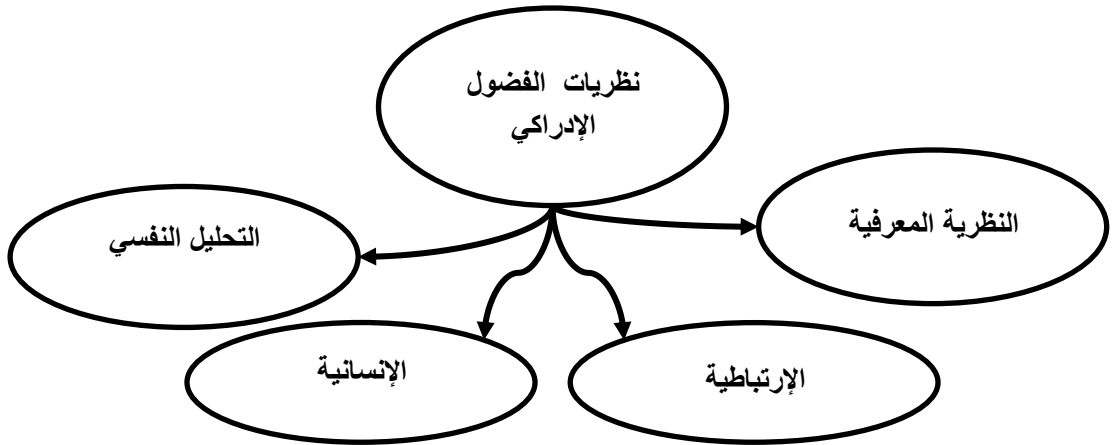 نظريات الفضول
الإدراكي
النظرية المعرفية
التحليل النفسي
الإرتباطية
الإنسانية